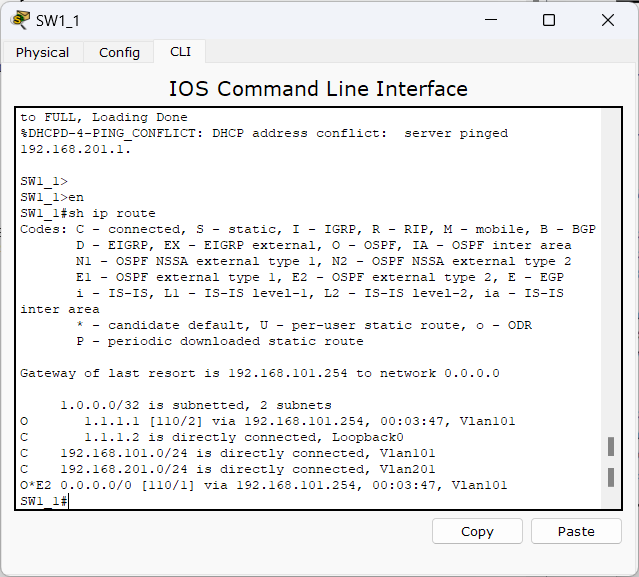 SW1_1
Physical Config CLI
IOS Command Line Interface
to FULL, Loading Done
%DHCPD-4-PING_CONFLICT: DHCP address conflict:  server pinged
192.168.201.1.
SW1_1>
SW1_1>en
SW1_1#sh ip route
Codes: C - connected, S - static, I - IGRP, R - RIP, M - mobile, B - BGP
       D - EIGRP, EX - EIGRP external, O - OSPF, IA - OSPF inter area
       N1 - OSPF NSSA external type 1, N2 - OSPF NSSA external type 2
       E1 - OSPF external type 1, E2 - OSPF external type 2, E - EGP
       i - IS-IS, L1 - IS-IS level-1, L2 - IS-IS level-2, ia - IS-IS
inter area
       * - candidate default, U - per-user static route, o - ODR
       P - periodic downloaded static route
Gateway of last resort is 192.168.101.254 to network 0.0.0.0
     1.0.0.0/32 is subnetted, 2 subnets
O       1.1.1.1 [110/2] via 192.168.101.254, 00:03:47, Vlan101
C       1.1.1.2 is directly connected, Loopback0
C    192.168.101.0/24 is directly connected, Vlan101
C    192.168.201.0/24 is directly connected, Vlan201
O*E2 0.0.0.0/0 [110/1] via 192.168.101.254, 00:03:47, Vlan101
SW1_1#
Copy Paste